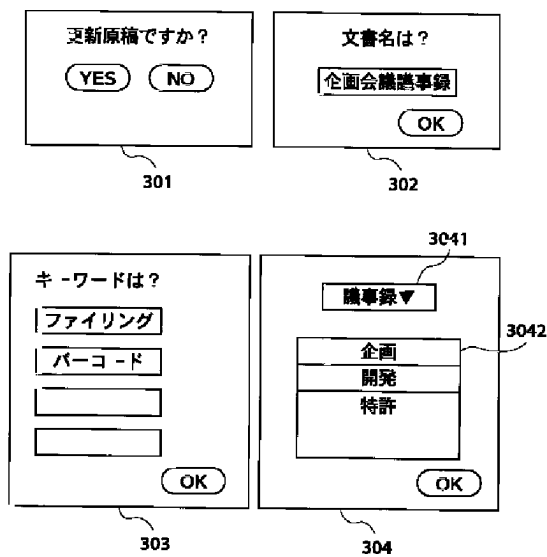 更新原稿ですか？
YES NO
301
文書名は？
企画会議議事録
OK
302
キーワードは？
ファイリング
バーコード
OK
303
3041
議事録▼
3042
企画
開発
特許
OK
304